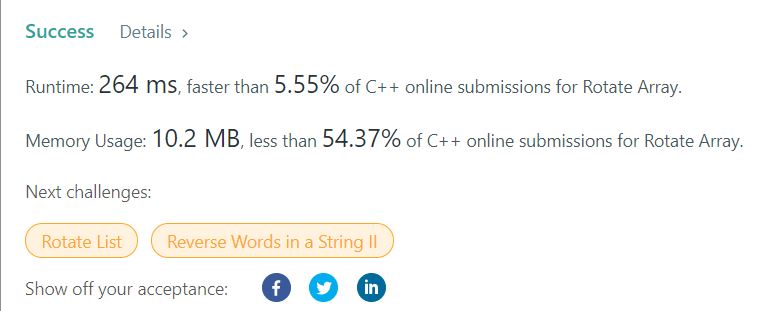 Success Details >
Runtime: 264 ms, faster than 5.55% of C++ online submissions for Rotate Array.
Memory Usage: 10.2 MB, less than 54.37% of C++ online submissions for Rotate Array.
Next challenges:
Rotate List Reverse Words in a String II
Show off your acceptance: f in